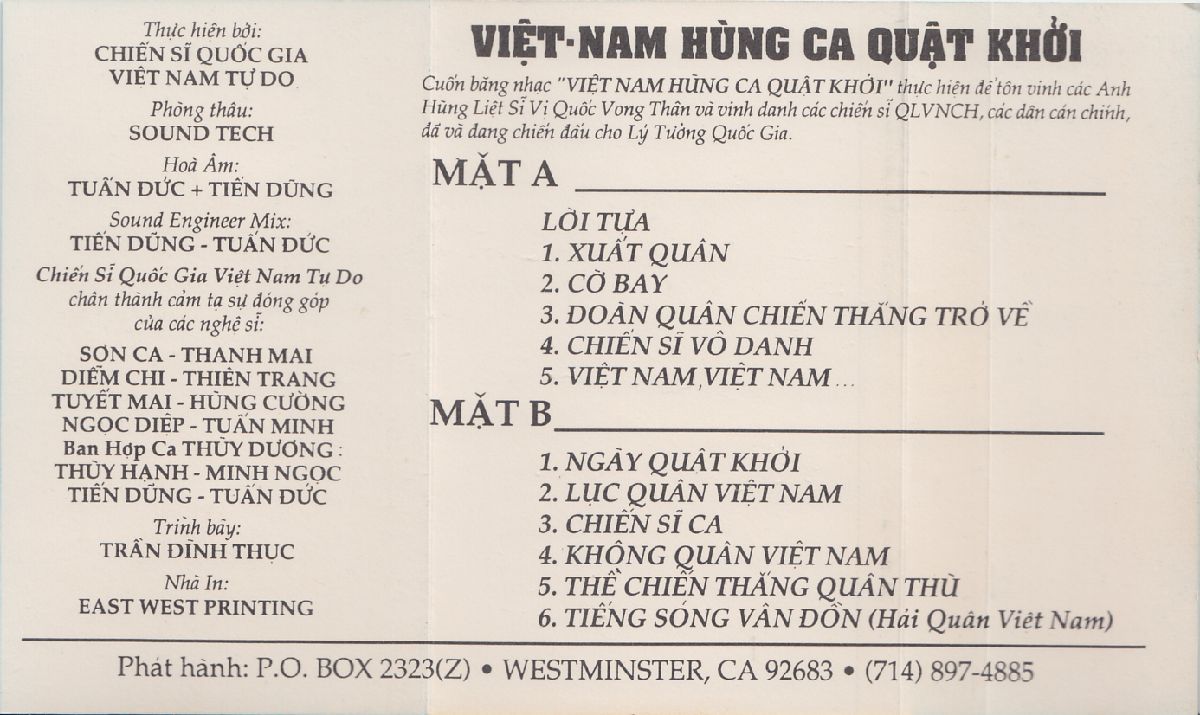 Thực hiện bởi:
CHIẾN SĨ QUỐC GIA
VIỆT NAM TỰ DO
Phòng thâu:
SOUND TECH
Hoà Âm:
TUẤN ĐỨC + TIẾN DŨNG
Sound Engineer Mix:
TIẾN DŨNG - TUẤN ĐỨC
Chiến Sĩ Quốc Gia Việt Nam Tự Do
chân thành cảm tạ sự đóng góp
của các nghệ sĩ:
SƠN CA - THANH MAI
DIỄM CHI - THIÊN TRANG
TUYẾT MAI - HÙNG CƯỜNG
NGỌC DIỆP - TUẤN MINH
Ban Hợp Ca THÙY DƯƠNG :
THÙY HẠNH - MINH NGỌC
TIẾN DŨNG - TUẤN ĐỨC
Trình bày:
TRẦN ĐÌNH THỤC
Nhà In:
EAST WEST PRINTING
VIỆT-NAM HÙNG CA QUẬT KHỞI
Cuốn băng nhạc "VIỆT NAM HÙNG CA QUẬT KHỞI" thực hiện để tôn vinh các Anh
Hùng Liệt Sĩ Vị Quốc Vong Thân và vinh danh các chiến sĩ QLVNCH, các dân cán chính,
đã và đang chiến đấu cho Lý Tưởng Quốc Gia.
MẶT A
LỜI TỰA
1. XUẤT QUÂN
2. CỜ BAY
3. ĐOÀN QUÂN CHIẾN THẮNG TRỞ VỀ
4. CHIẾN SĨ VÔ DANH
5. VIỆT NAM, VIỆT NAM ...
MẶT B
1. NGÀY QUẬT KHỞI
2. LỤC QUÂN VIỆT NAM
3. CHIẾN SĨ CA
4. KHÔNG QUÂN VIỆT NAM
5. THỀ CHIẾN THẮNG QUÂN THÙ
6. TIẾNG SÓNG VÂN ĐỒN (Hải Quân Việt Nam)
Phát hành: P.O. BOX 2323(Z) • WESTMINSTER, CA 92683 • (714) 897-4885